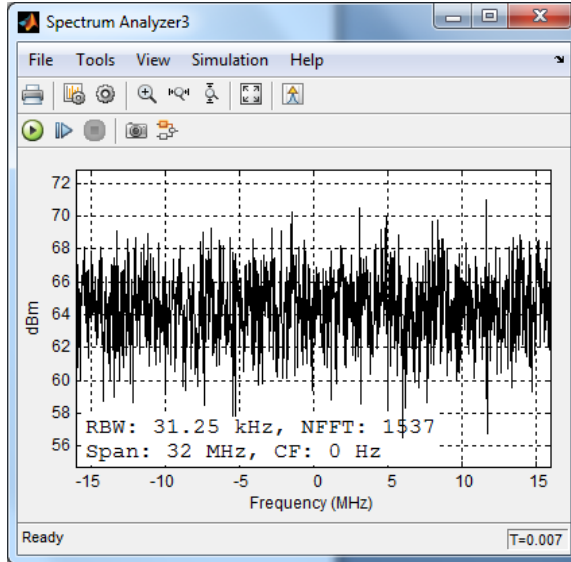 Spectrum Analyzer3
File Tools View Simulation Help
72
70
68
66
64
62
60
58
56
dBm
RBW: 31.25 kHz, NFFT: 1537
Span: 32 MHz, CF: 0 Hz
-15 -10 -5 0 5 10 15
Frequency (MHz)
Ready T=0.007